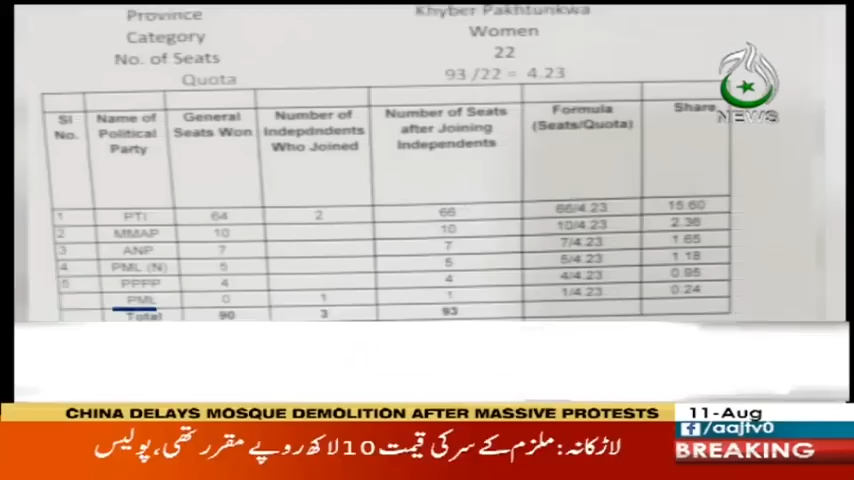 Province Khyber Pakhtunkwa
Category Women
No. of Seats 22
Quota 93 /22 = 4.23
Sl No. Name of Political Party General Seats Won Number of Indepdndents Who Joined Number of Seats after Joining Independents Formula (Seats/Quota) Share
1 PTI 64 2 66 66/4.23 15.60
2 MMAP 10 10 10/4.23 2.36
3 ANP 7 7 7/4.23 1.65
4 PML (N) 5 5 5/4.23 1.18
5 PPPP 4 4 4/4.23 0.95
PML 0 1 1 1/4.23 0.24
Total 90 3 93
NEWS
CHINA DELAYS MOSQUE DEMOLITION AFTER MASSIVE PROTESTS 11-Aug
f /aajtv0
لاڑکانہ: ملزم کے سر کی قیمت 10 لاکھ روپے مقرر تھی، پولیس
BREAKING